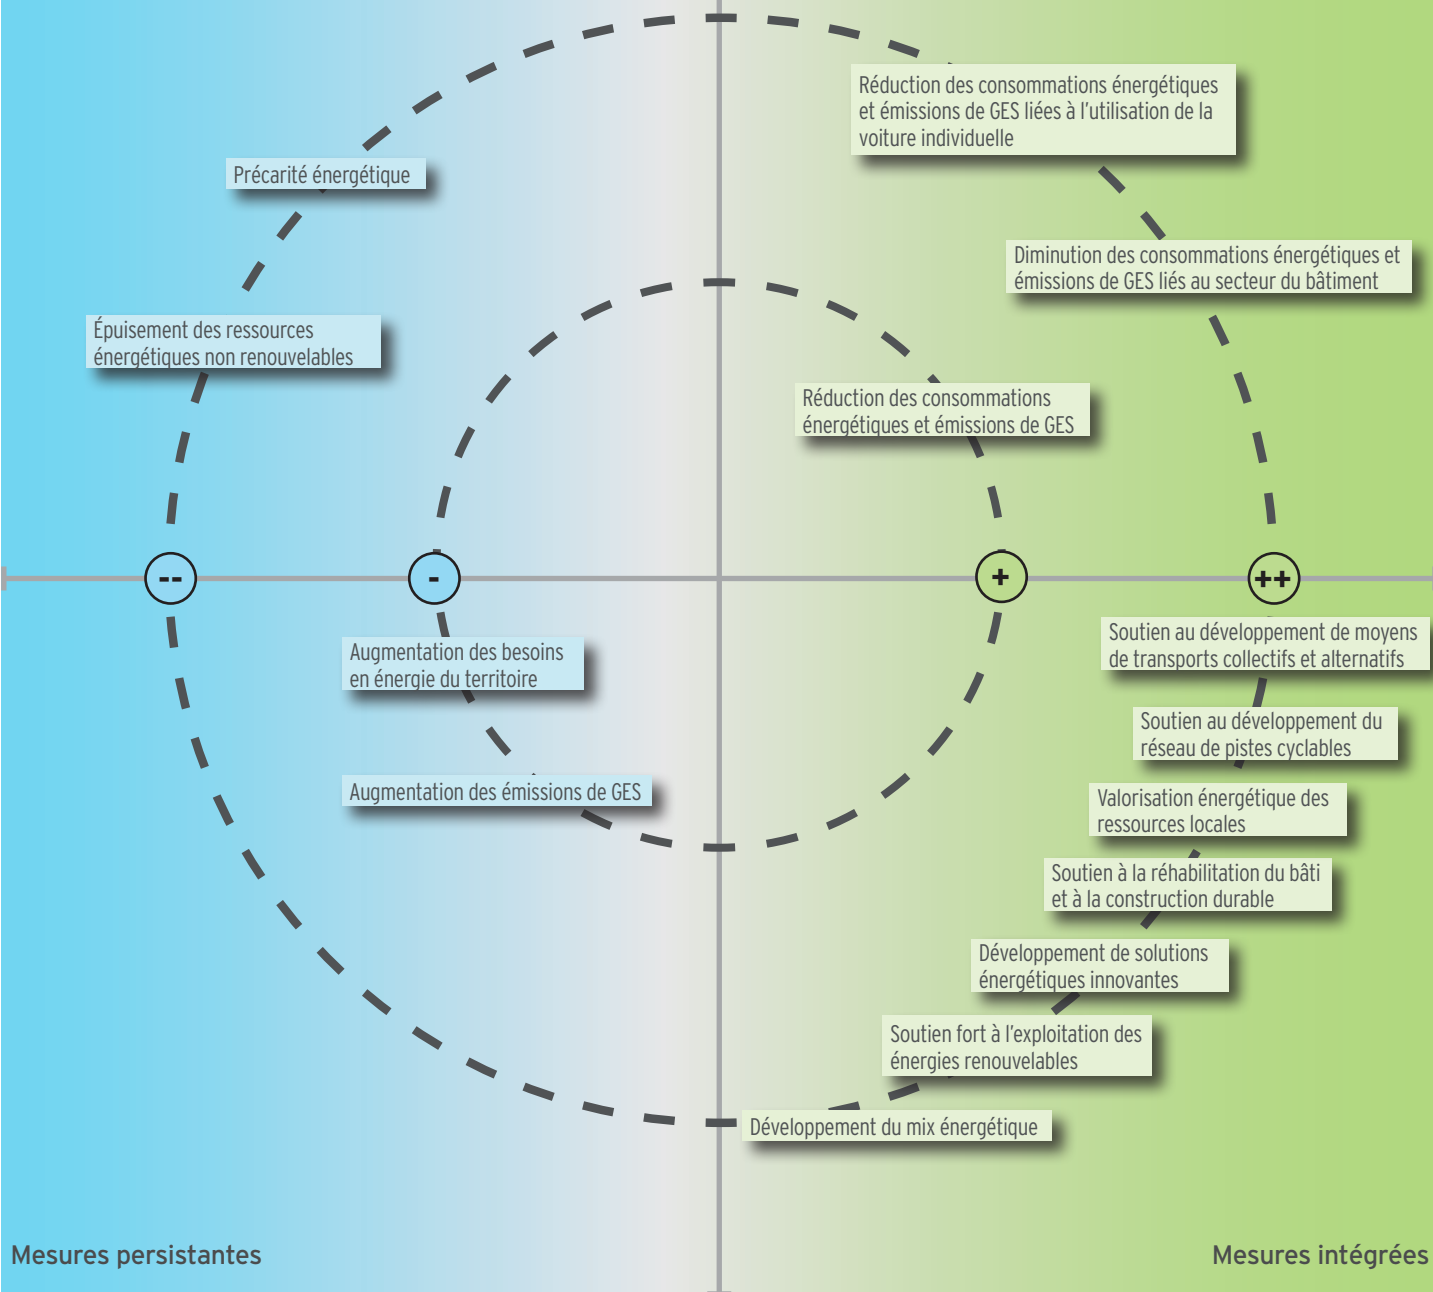 Réduction des consommations énergétiques
et émissions de GES liées à l'utilisation de la
voiture individuelle
Précarité énergétique
Diminution des consommations énergétiques et
émissions de GES liés au secteur du bâtiment
Épuisement des ressources
énergétiques non renouvelables
Réduction des consommations
énergétiques et émissions de GES
--
-
+
++
Augmentation des besoins
en énergie du territoire
Augmentation des émissions de GES
Soutien au développement de moyens
de transports collectifs et alternatifs
Soutien au développement du
réseau de pistes cyclables
Valorisation énergétique des
ressources locales
Soutien à la réhabilitation du bâti
et à la construction durable
Développement de solutions
énergétiques innovantes
Soutien fort à l'exploitation des
énergies renouvelables
Développement du mix énergétique
Mesures persistantes
Mesures intégrées